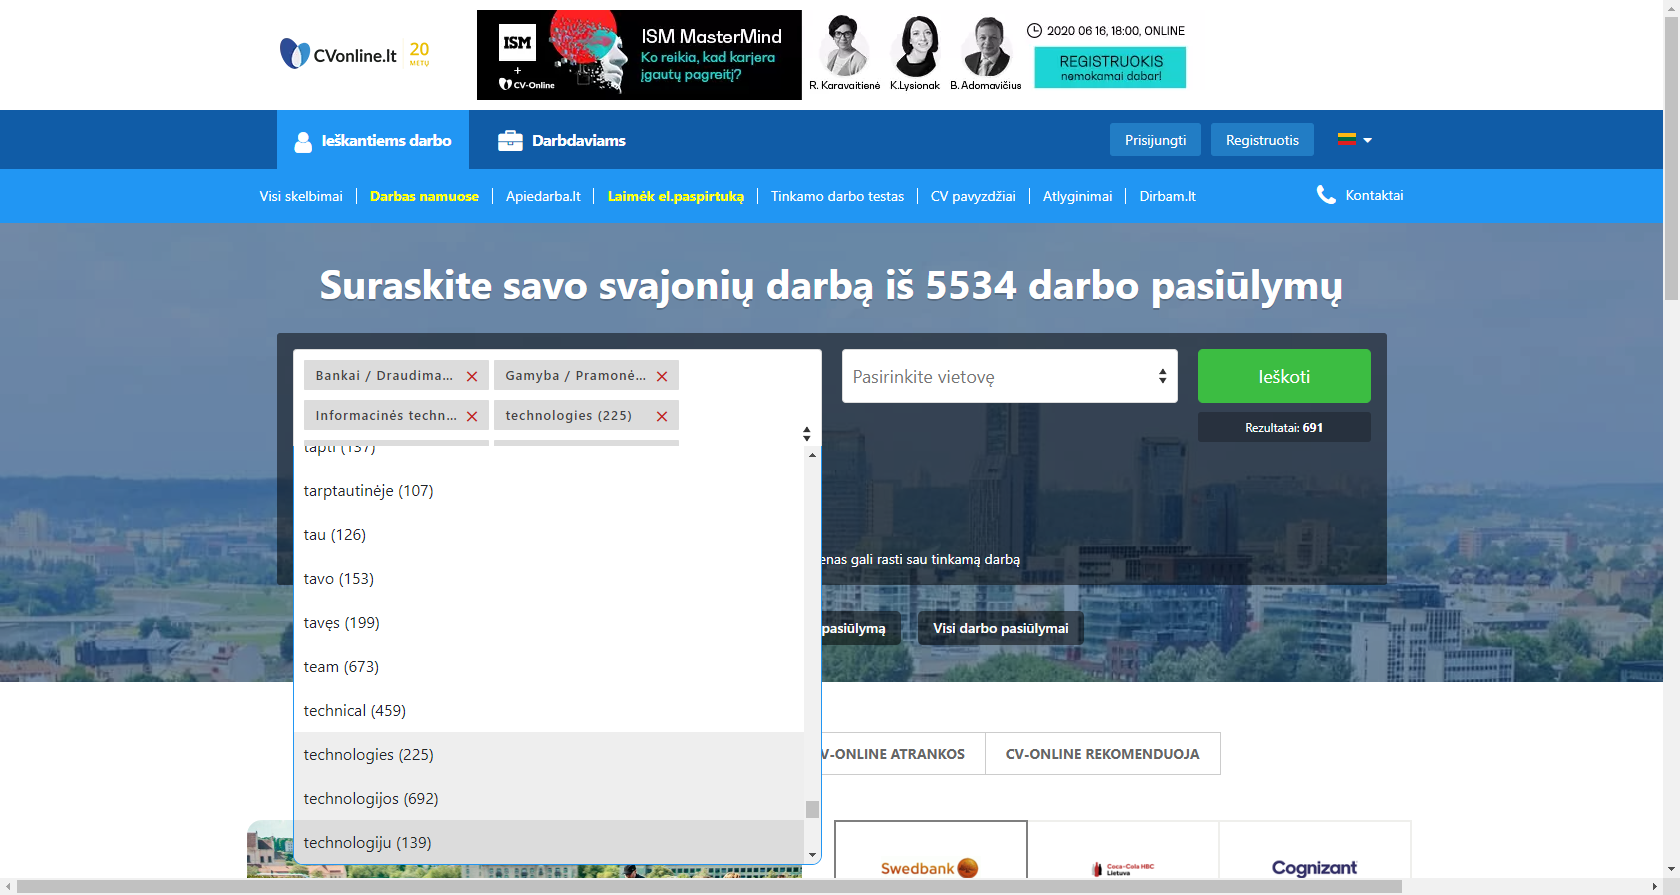 CVonline.lt
20
METŲ
ISM
+
CV-Online
ISM MasterMind
Ko reikia, kad karjera
įgautų pagreitį?
R. Karavaitienė K.Lysionak B. Adomavičius
2020 06 16, 18:00, ONLINE
REGISTRUOKIS
nemokamai dabar!
Ieškantiems darbo
Darbdaviams
Prisijungti
Registruotis
Visi skelbimai
Darbas namuose
Apiedarba.lt
Laimėk el.paspirtuką
Tinkamo darbo testas
CV pavyzdžiai
Atlyginimai
Dirbam.lt
Kontaktai
Suraskite savo svajonių darbą iš 5534 darbo pasiūlymų
Bankai / Draudima...
Gamyba / Pramonė...
Informacinės techn...
technologies (225)
Pasirinkite vietovę
Ieškoti
Rezultatai: 691
tapti (137)
tarptautinėje (107)
tau (126)
tavo (153)
tavęs (199)
team (673)
technical (459)
technologies (225)
technologijos (692)
technologiju (139)
enas gali rasti sau tinkamą darbą
pasiūlymą
Visi darbo pasiūlymai
V-ONLINE ATRANKOS
CV-ONLINE REKOMENDUOJA
Swedbank
Coca-Cola HBC
Lietuva
Cognizant